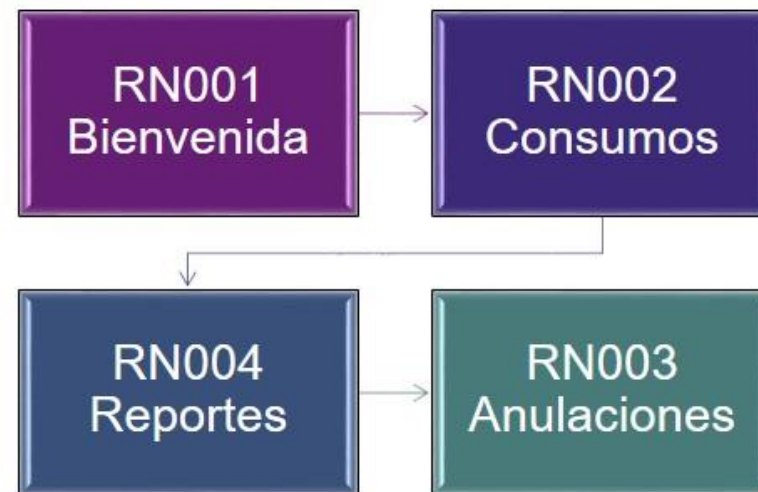 RN001
Bienvenida
RN002
Consumos
RN004
Reportes
RN003
Anulaciones